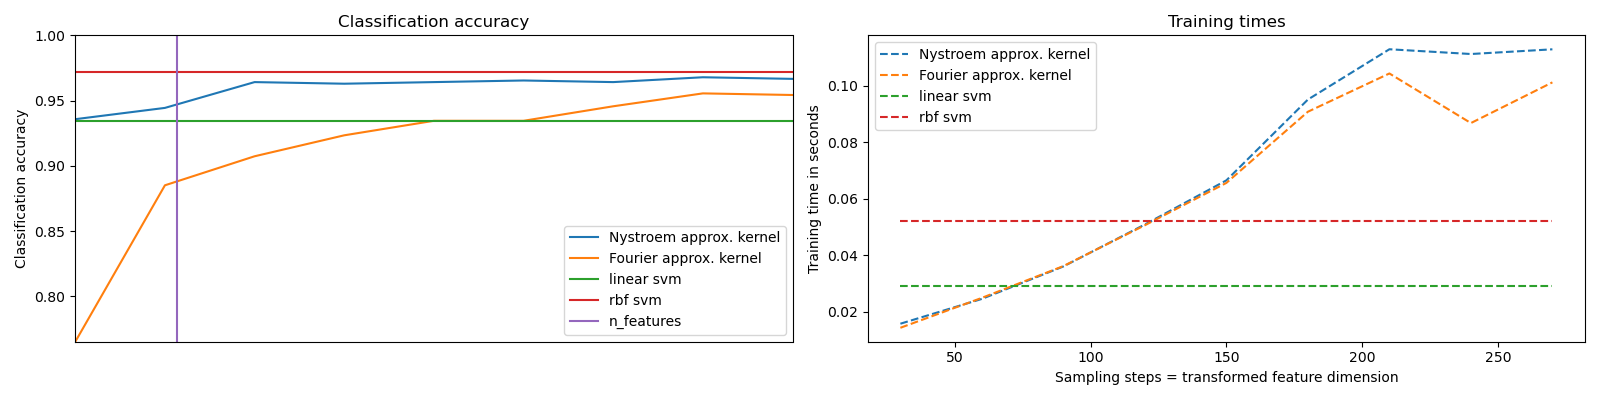 Classification accuracy
Classification accuracy
1.00
0.95
0.90
0.85
0.80
Nystroem approx. kernel
Fourier approx. kernel
linear svm
rbf svm
n_features
Training times
Training time in seconds
0.10
0.08
0.06
0.04
0.02
Nystroem approx. kernel
Fourier approx. kernel
linear svm
rbf svm
50
100
150
200
250
Sampling steps = transformed feature dimension